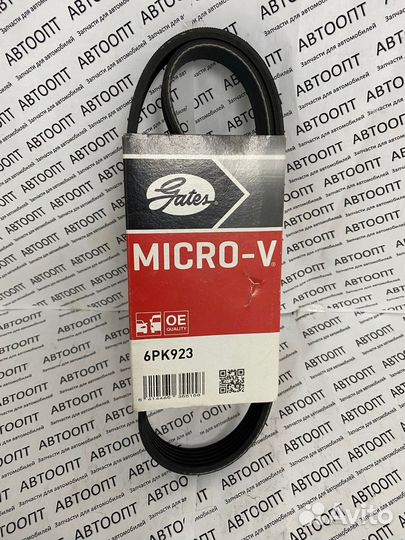 АВТООПТ
Запчасти для автомобилей
Gates
MICRO-V®
OE
QUALITY
6PK923
Avito